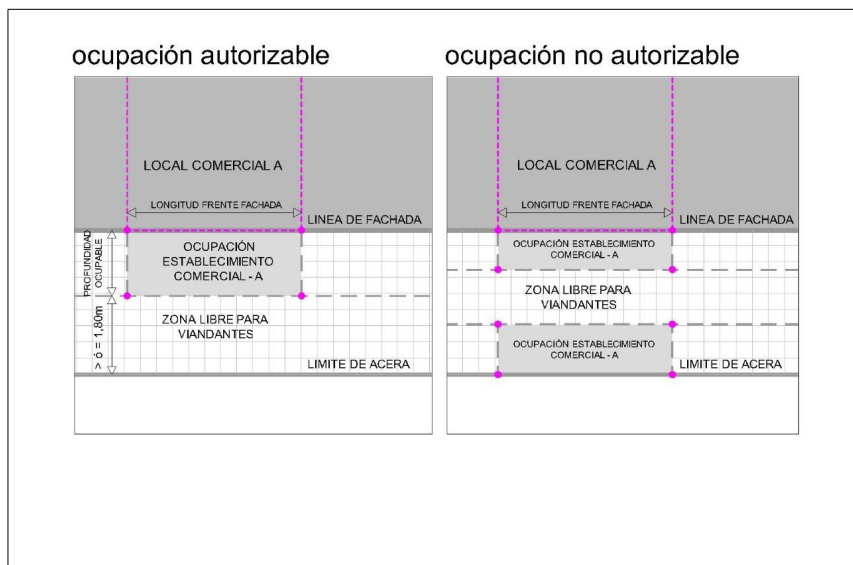 ocupación autorizable
LOCAL COMERCIAL A
LONGITUD FRENTE FACHADA
LINEA DE FACHADA
PROFUNDIDAD
OCUPABLE
OCUPACIÓN
ESTABLECIMIENTO
COMERCIAL - A
> ó = 1,80m
ZONA LIBRE PARA
VIANDANTES
LIMITE DE ACERA
ocupación no autorizable
LOCAL COMERCIAL A
LONGITUD FRENTE FACHADA
LINEA DE FACHADA
OCUPACIÓN ESTABLECIMIENTO
COMERCIAL - A
ZONA LIBRE PARA
VIANDANTES
OCUPACIÓN ESTABLECIMIENTO
COMERCIAL - A
LIMITE DE ACERA